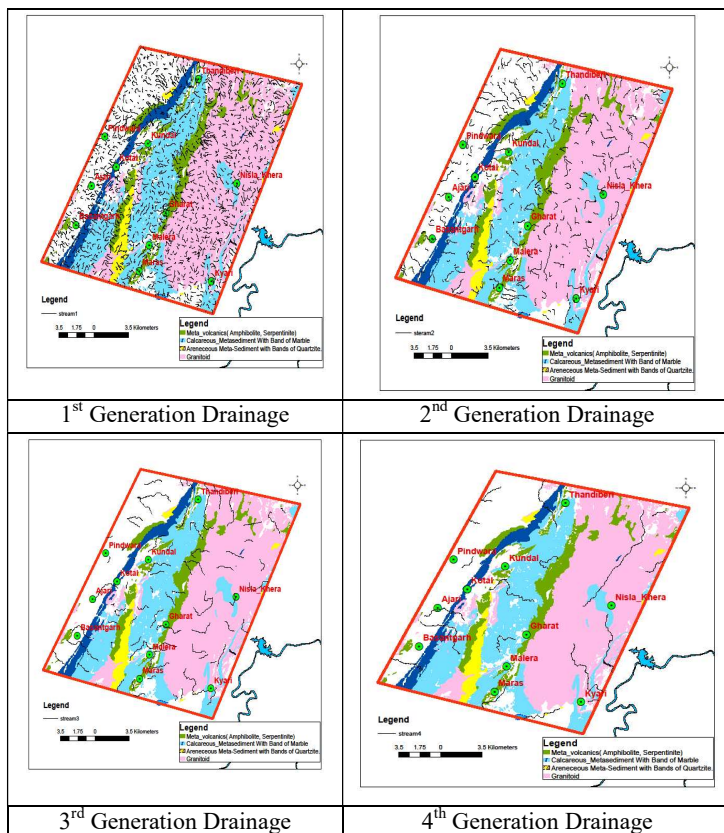 Thandiberi
Pindwara
Kundal
Kotai
Ajari
Nisla_Khera
Gharat
Malera
Maras
Kyari
Legend
stream1
3.5 1.75 0 3.5 Kilometers
Legend
Meta_volcanics( Amphibolite, Serpentinite)
Calcareous_Metasediment With Band of Marble
Areneceous Meta-Sediment with Bands of Quartzite.
Granitoid
1st Generation Drainage
Thandiberi
Pindwara
Kundal
Kotai
Ajari
Nisla_Khera
Gharat
Malera
Maras
Kyari
Legend
steram2
3.5 1.75 0 3.5 Kilometers
Legend
Meta_volcanics( Amphibolite, Serpentinite)
Calcareous_Metasediment With Band of Marble
Areneceous Meta-Sediment with Bands of Quartzite.
Granitoid
2nd Generation Drainage
Thandiberi
Pindwara
Kundal
Kotai
Ajari
Nisla_Khera
Gharat
Malera
Maras
Kyari
Legend
stream3
3.5 1.75 0 3.5 Kilometers
Legend
Meta_volcanics( Amphibolite, Serpentinite)
Calcareous_Metasediment With Band of Marble
Areneceous Meta-Sediment with Bands of Quartzite.
Granitoid
3rd Generation Drainage
Thandiberi
Pindwara
Kundal
Kotai
Ajari
Nisla_Khera
Gharat
Malera
Maras
Kyari
Legend
stream4
3.5 1.75 0 3.5 Kilometers
Legend
Meta_volcanics( Amphibolite, Serpentinite)
Calcareous_Metasediment With Band of Marble
Areneceous Meta-Sediment with Bands of Quartzite.
Granitoid
4th Generation Drainage